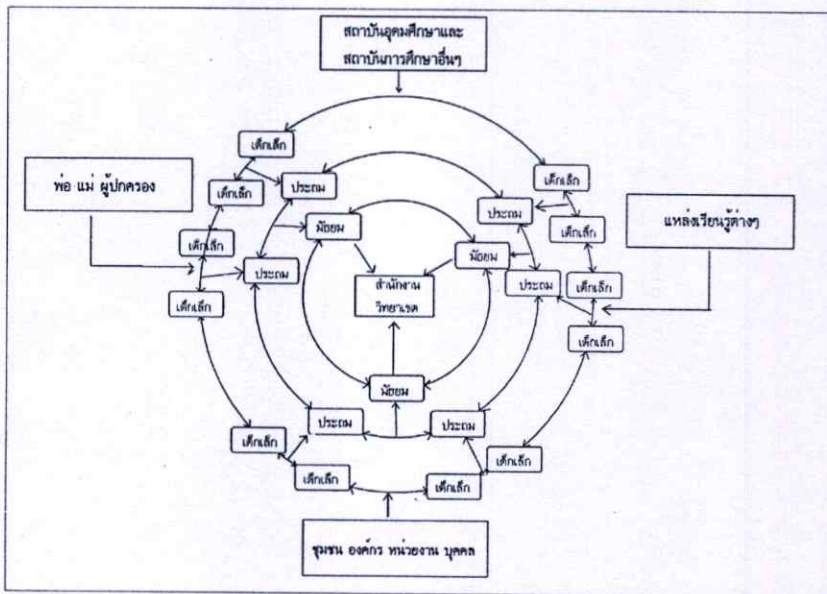 สถาบันอุดมศึกษาและ
สถาบันการศึกษาอื่นๆ
เด็กเล็ก
เด็กเล็ก
ประถม
เด็กเล็ก
พ่อ แม่ ผู้ปกครอง
เด็กเล็ก
ประถม
แหล่งเรียนรู้ต่างๆ
มัธยม
เด็กเล็ก
เด็กเล็ก
มัธยม
ประถม
สำนักงาน
วิทยาเขต
ประถม
เด็กเล็ก
เด็กเล็ก
เด็กเล็ก
มัธยม
ประถม
ประถม
เด็กเล็ก
เด็กเล็ก
เด็กเล็ก
เด็กเล็ก
ชุมชน องค์กร หน่วยงาน บุคคล